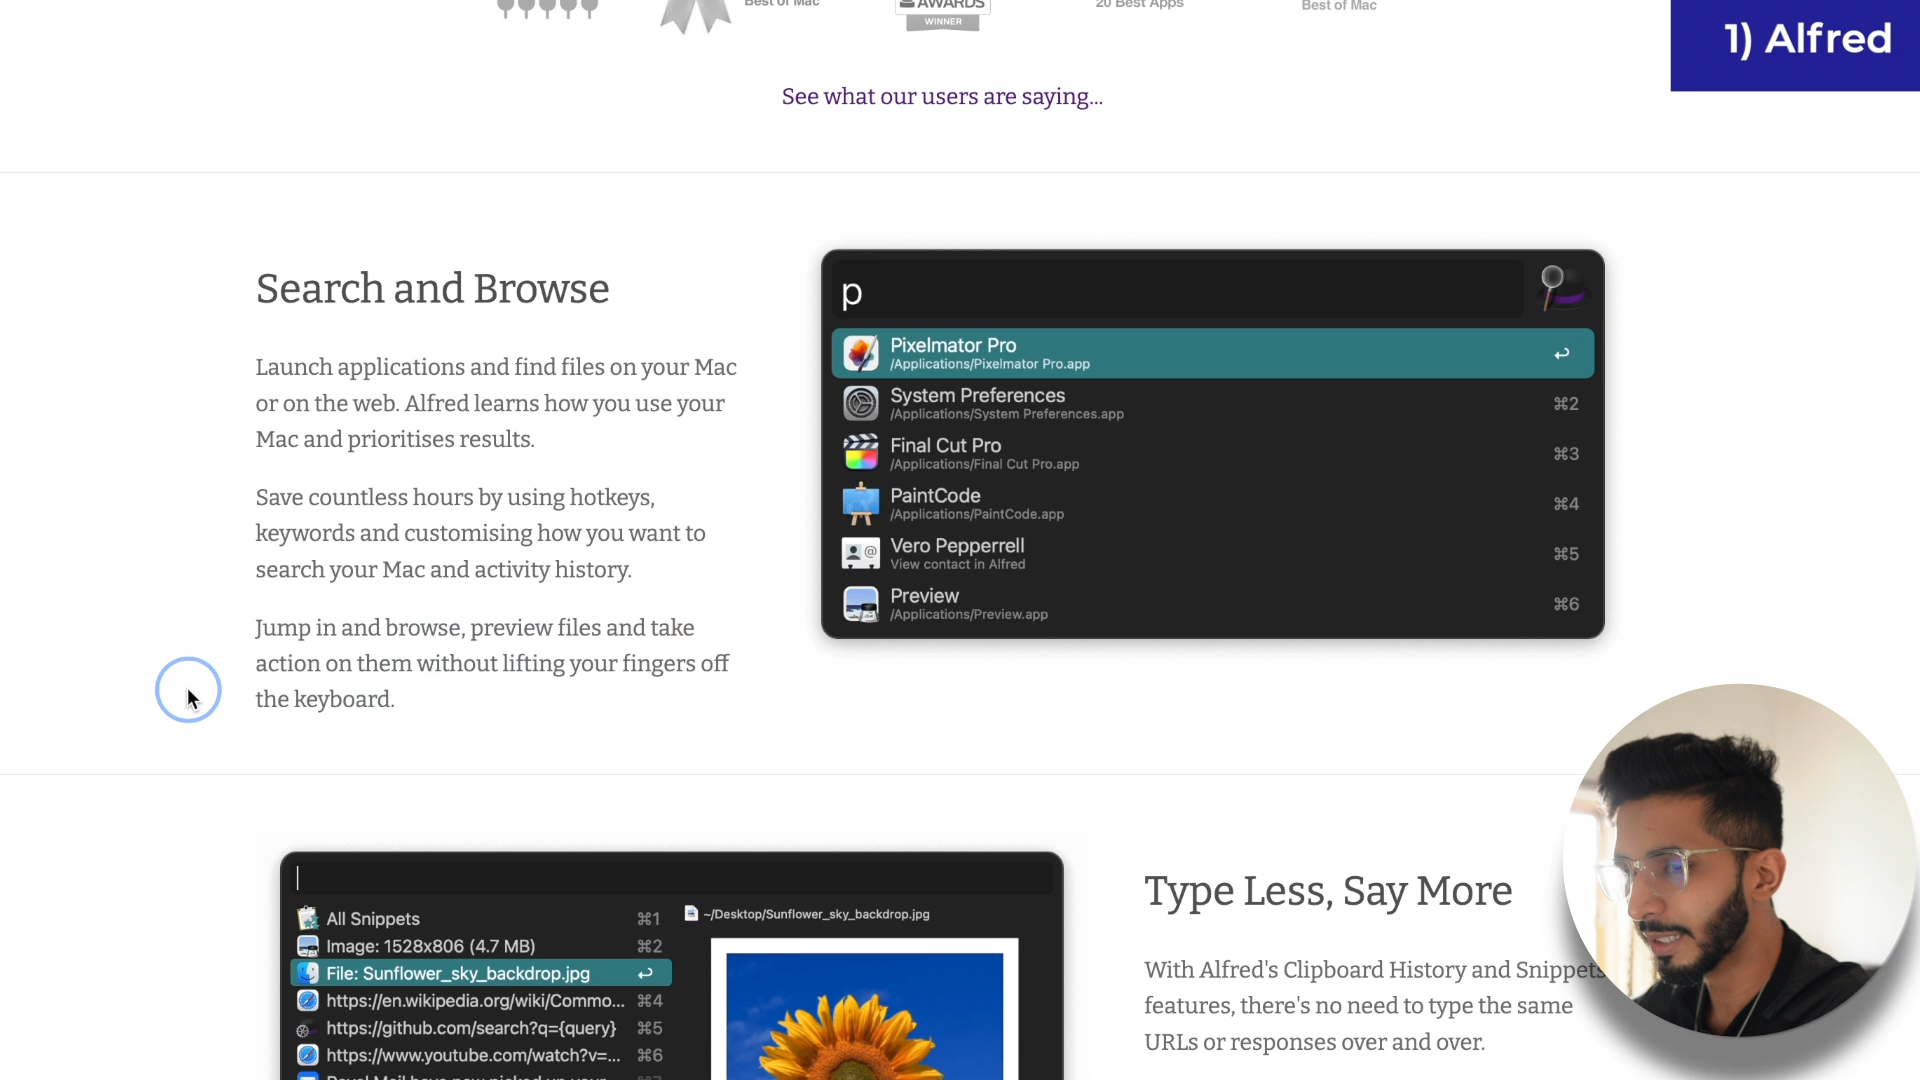 Best of Mac
AWARDS
WINNER
20 Best Apps
Best of Mac
1) Alfred
See what our users are saying...
Search and Browse
Launch applications and find files on your Mac
or on the web. Alfred learns how you use your
Mac and prioritises results.
Save countless hours by using hotkeys,
keywords and customising how you want to
search your Mac and activity history.
Jump in and browse, preview files and take
action on them without lifting your fingers off
the keyboard.
p
Pixelmator Pro
/Applications/Pixelmator Pro.app
System Preferences
/Applications/System Preferences.app
⌘2
Final Cut Pro
/Applications/Final Cut Pro.app
⌘3
PaintCode
/Applications/PaintCode.app
⌘4
Vero Pepperrell
View contact in Alfred
⌘5
Preview
/Applications/Preview.app
⌘6
All Snippets ⌘1
Image: 1528x806 (4.7 MB) ⌘2
File: Sunflower_sky_backdrop.jpg
https://en.wikipedia.org/wiki/Commo... ⌘4
https://github.com/search?q={query} ⌘5
https://www.youtube.com/watch?v=... ⌘6
~/Desktop/Sunflower_sky_backdrop.jpg
Type Less, Say More
With Alfred's Clipboard History and Snippets
features, there's no need to type the same
URLs or responses over and over.